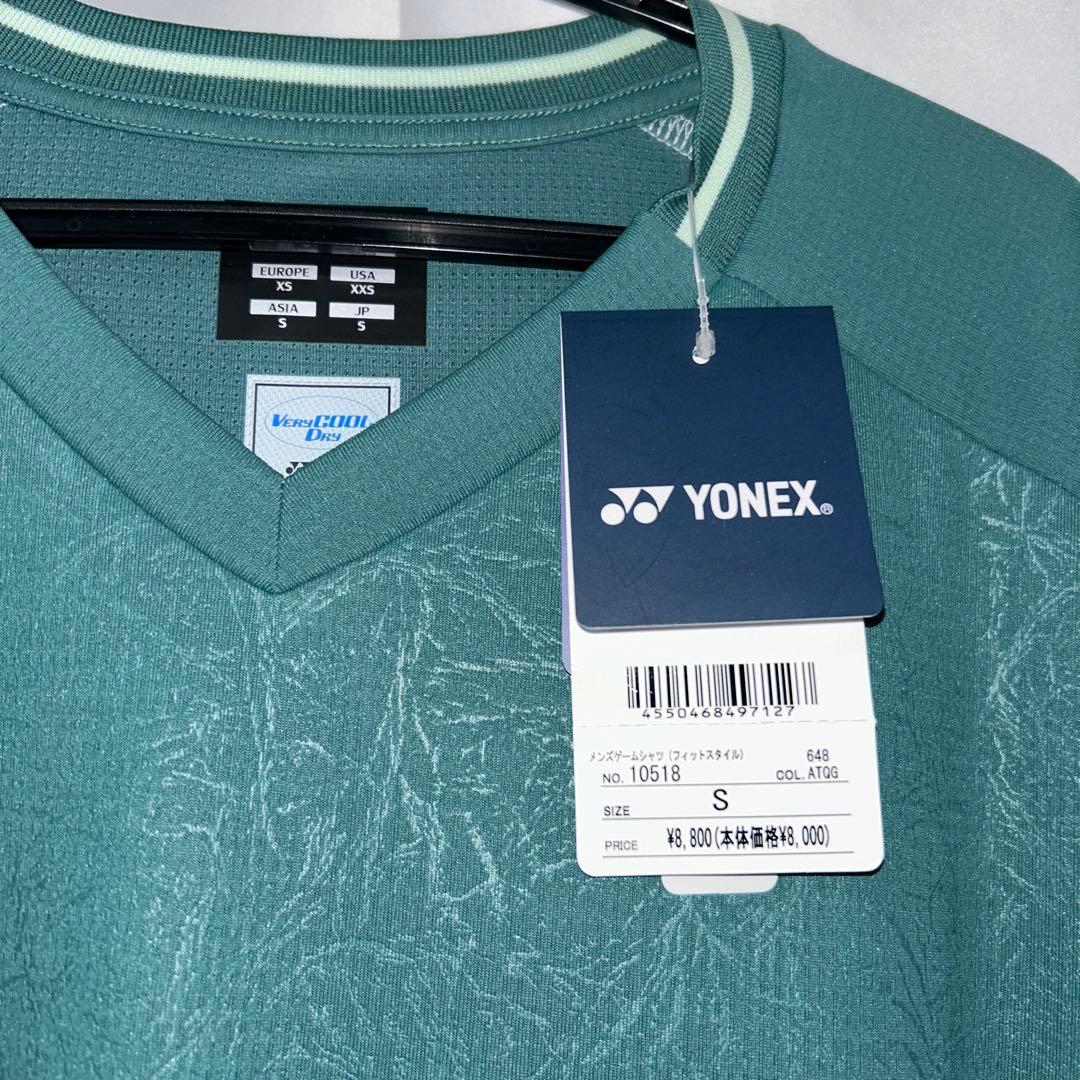 EUROPE USA
XS XXS
ASIA JP
S S
VERY COOL
DRY
YONEX®
4550468497127
メンズゲームシャツ(フィットスタイル) 648
NO. 10518 COL. ATQG
SIZE S
PRICE ¥8,800(本体価格¥8,000)